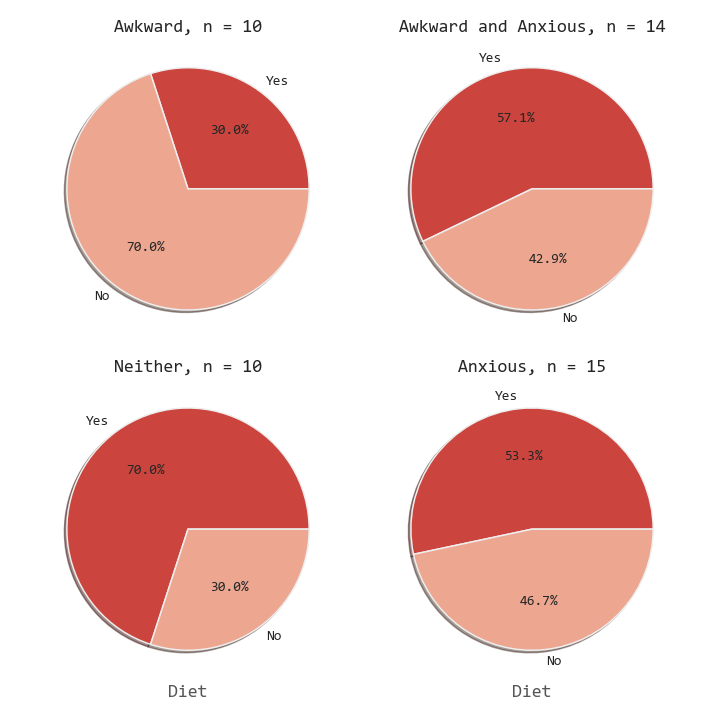 Awkward, n = 10
Yes
30.0%
70.0%
No
Awkward and Anxious, n = 14
Yes
57.1%
42.9%
No
Neither, n = 10
Yes
70.0%
30.0%
No
Diet
Anxious, n = 15
Yes
53.3%
46.7%
No
Diet